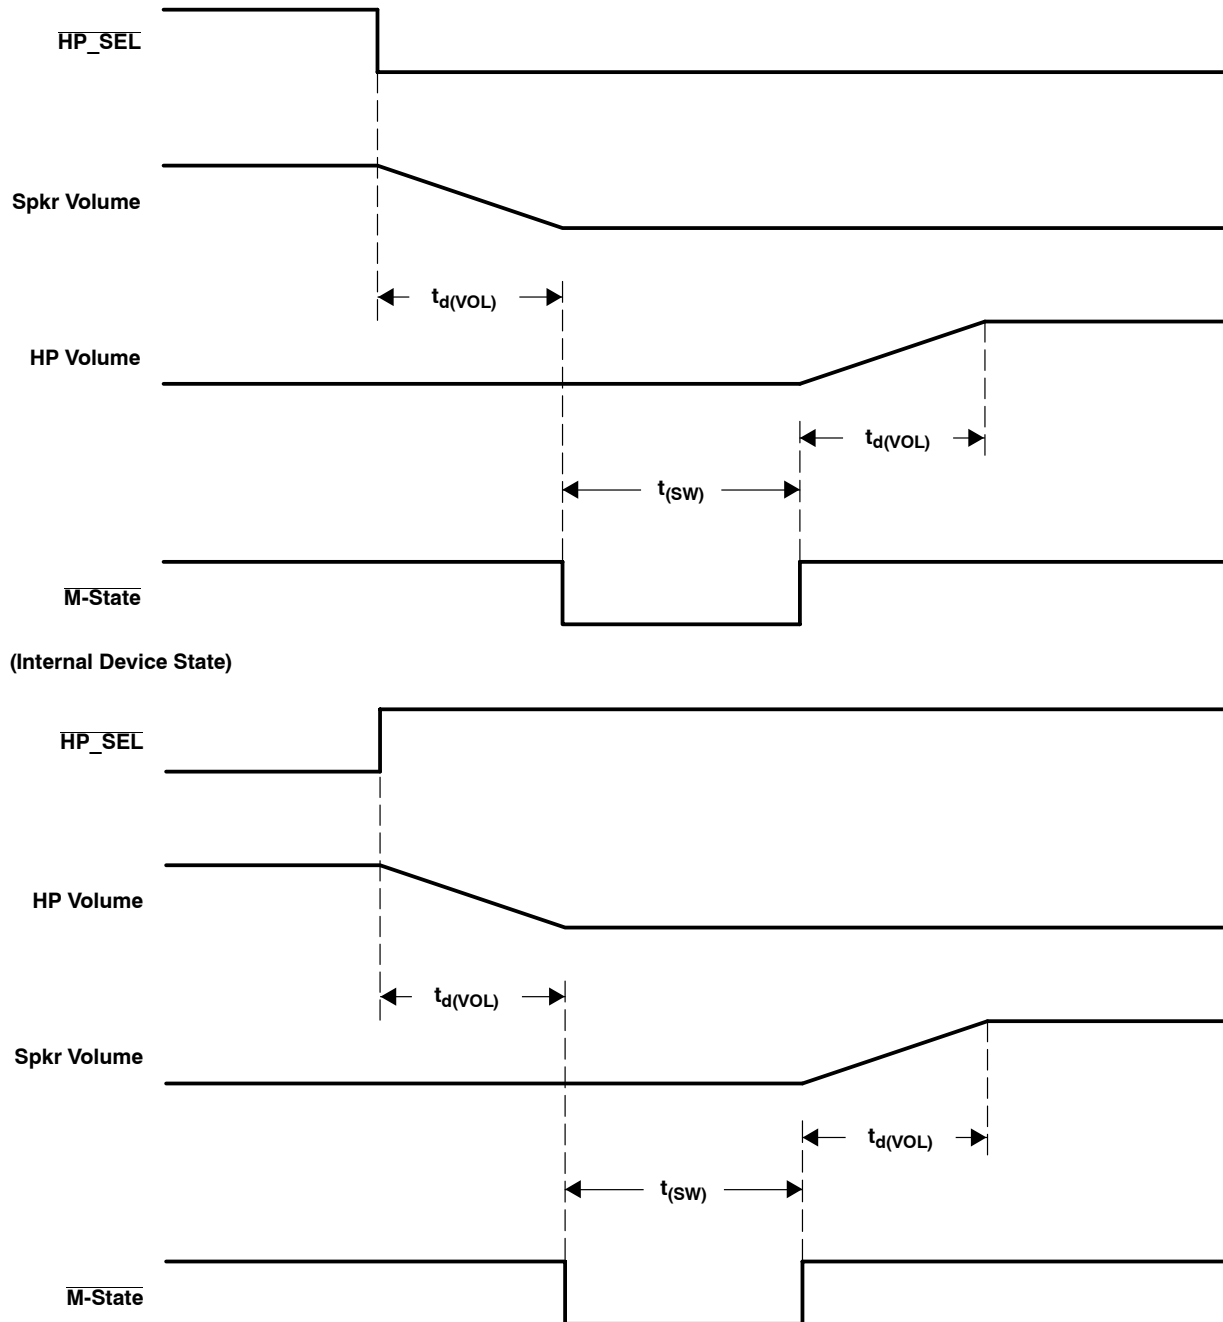 HP_SEL
Spkr Volume
td(VOL)
HP Volume
td(VOL)
t(SW)
M-State
(Internal Device State)
HP_SEL
HP Volume
td(VOL)
Spkr Volume
td(VOL)
t(SW)
M-State